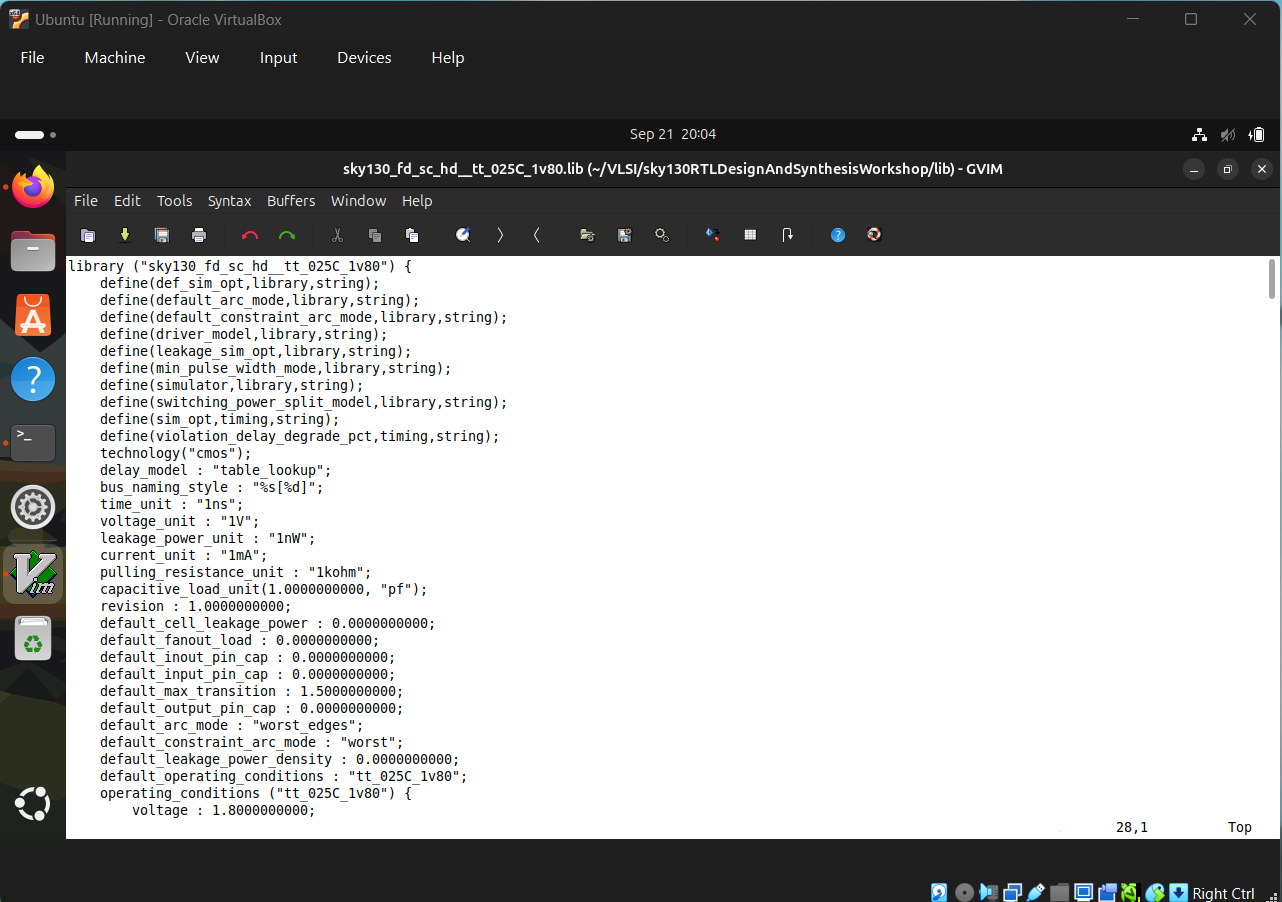 Ubuntu [Running] - Oracle VirtualBox
File Machine View Input Devices Help
Sep 21 20:04
sky130_fd_sc_hd__tt_025C_1v80.lib (~/VLSI/sky130RTLDesignAndSynthesisWorkshop/lib) - GVIM
File Edit Tools Syntax Buffers Window Help
library ("sky130_fd_sc_hd__tt_025C_1v80") {
    define(def_sim_opt,library,string);
    define(default_arc_mode,library,string);
    define(default_constraint_arc_mode,library,string);
    define(driver_model,library,string);
    define(leakage_sim_opt,library,string);
    define(min_pulse_width_mode,library,string);
    define(simulator,library,string);
    define(switching_power_split_model,library,string);
    define(sim_opt,timing,string);
    define(violation_delay_degrade_pct,timing,string);
    technology("cmos");
    delay_model : "table_lookup";
    bus_naming_style : "%s[%d]";
    time_unit : "1ns";
    voltage_unit : "1V";
    leakage_power_unit : "1nW";
    current_unit : "1mA";
    pulling_resistance_unit : "1kohm";
    capacitive_load_unit(1.0000000000, "pf");
    revision : 1.0000000000;
    default_cell_leakage_power : 0.0000000000;
    default_fanout_load : 0.0000000000;
    default_inout_pin_cap : 0.0000000000;
    default_input_pin_cap : 0.0000000000;
    default_max_transition : 1.5000000000;
    default_output_pin_cap : 0.0000000000;
    default_arc_mode : "worst_edges";
    default_constraint_arc_mode : "worst";
    default_leakage_power_density : 0.0000000000;
    default_operating_conditions : "tt_025C_1v80";
    operating_conditions ("tt_025C_1v80") {
        voltage : 1.8000000000;
28,1 Top
Right Ctrl